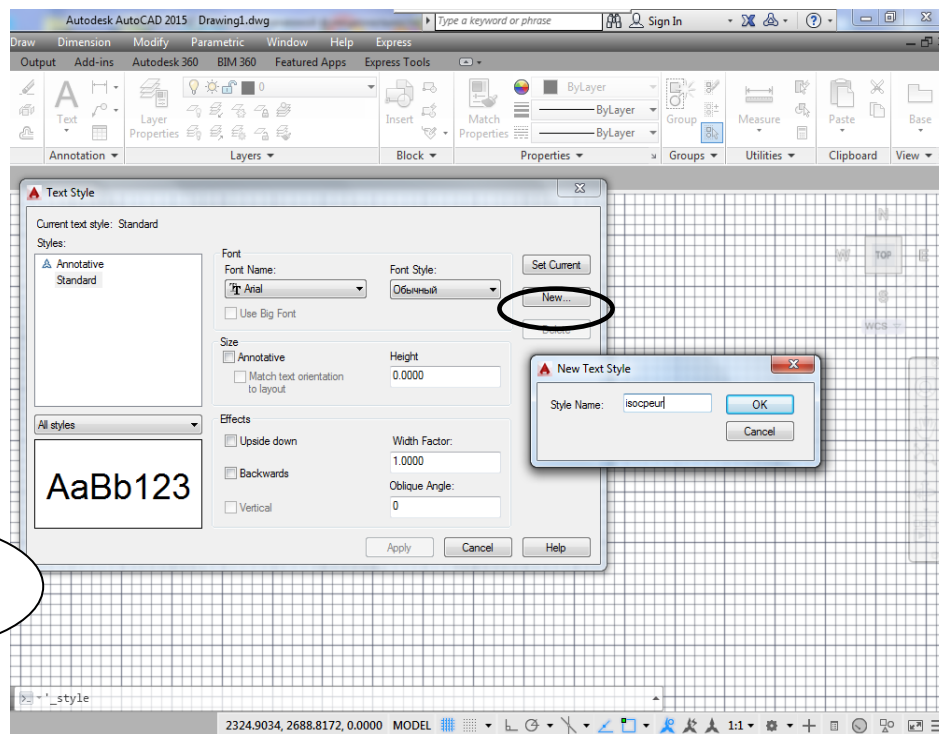 Autodesk AutoCAD 2015 Drawing1.dwg Type a keyword or phrase Sign In
Draw Dimension Modify Parametric Window Help Express
Output Add-ins Autodesk 360 BIM 360 Featured Apps Express Tools
Text
Layer Properties
0
Insert
Match Properties
ByLayer
ByLayer
ByLayer
Group
Measure
Paste
Base
Annotation Layers Block Properties Groups Utilities Clipboard View
Text Style
Current text style: Standard
Styles:
Annotative
Standard
All styles
AaBb123
Font
Font Name:
Arial
Use Big Font
Font Style:
Обычный
Size
Annotative
Match text orientation
to layout
Height
0.0000
Effects
Upside down
Backwards
Vertical
Width Factor:
1.0000
Oblique Angle:
0
Set Current
New...
Delete
Apply Cancel Help
New Text Style
Style Name: isocpeur
OK
Cancel
N
W TOP E
S
WCS
'_style
2324.9034, 2688.8172, 0.0000 MODEL 1:1